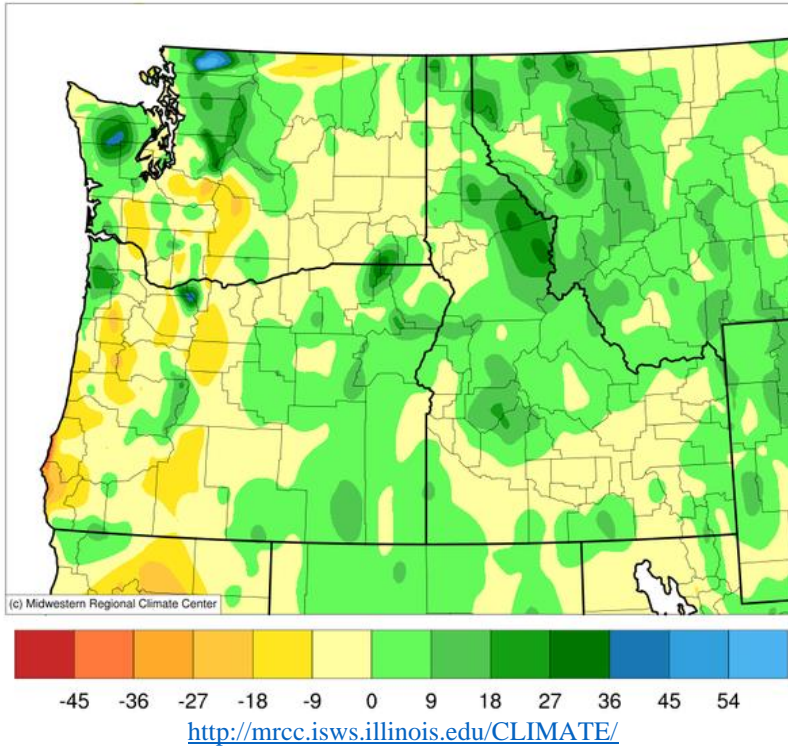 (c) Midwestern Regional Climate Center
-45 -36 -27 -18 -9 0 9 18 27 36 45 54
http://mrcc.isws.illinois.edu/CLIMATE/